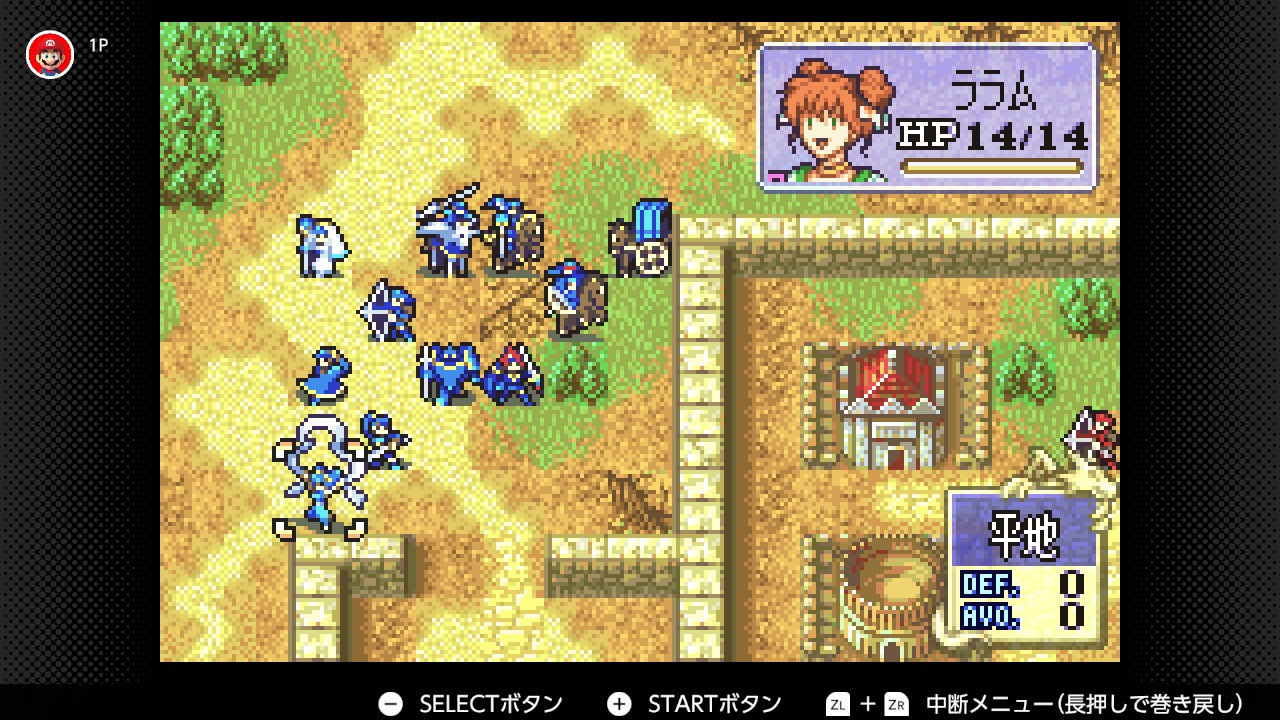 1P
ララム
HP 14/14
平地
DEF. 0
AVO. 0
− SELECTボタン + STARTボタン ZL + ZR 中断メニュー(長押しで巻き戻し)